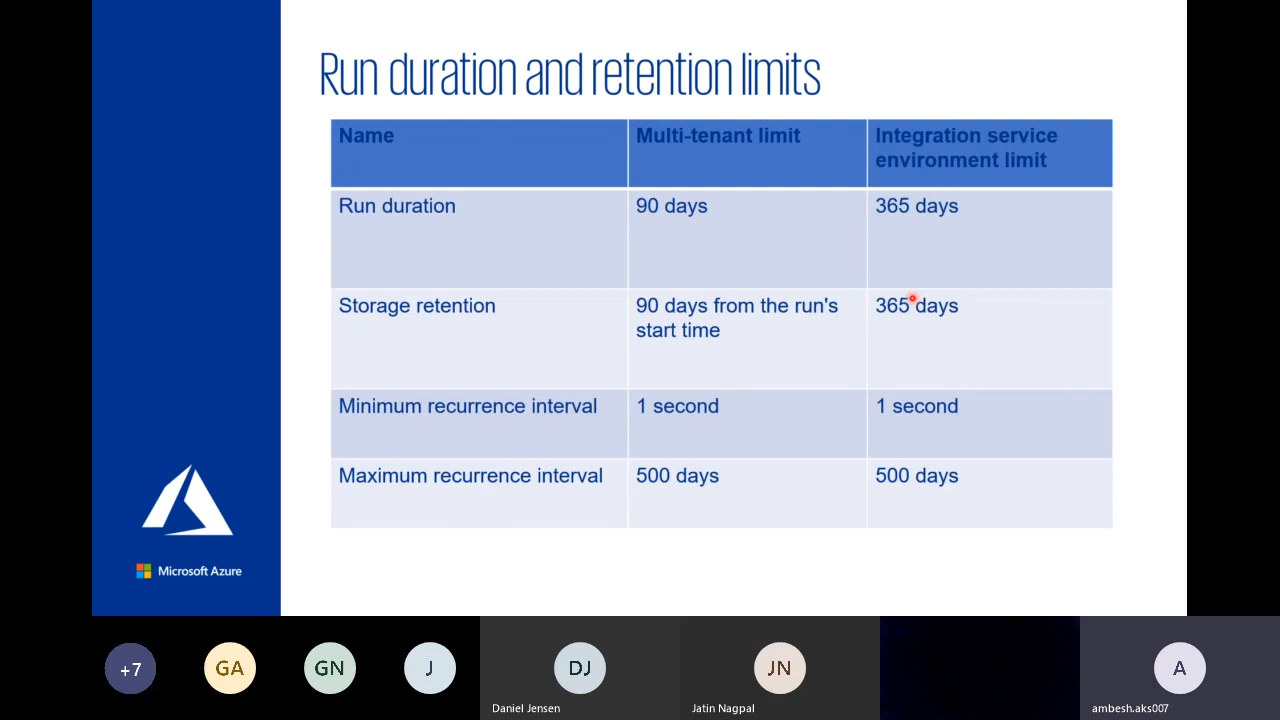 Run duration and retention limits
Name
Multi-tenant limit
Integration service
environment limit
Run duration
90 days
365 days
Storage retention
90 days from the run's
start time
365 days
Minimum recurrence interval
1 second
1 second
Maximum recurrence interval
500 days
500 days
Microsoft Azure
+7
GA
GN
J
DJ
Daniel Jensen
JN
Jatin Nagpal
A
ambesh.aks007